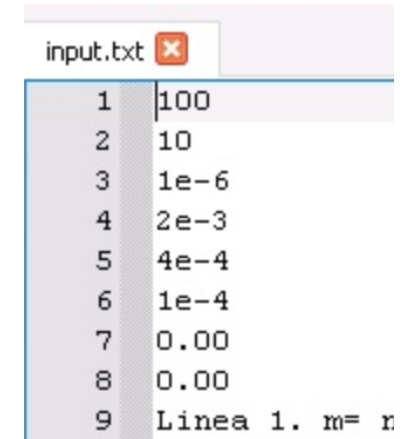 input.txt
1 100
2 10
3 1e-6
4 2e-3
5 4e-4
6 1e-4
7 0.00
8 0.00
9 Linea 1. m=